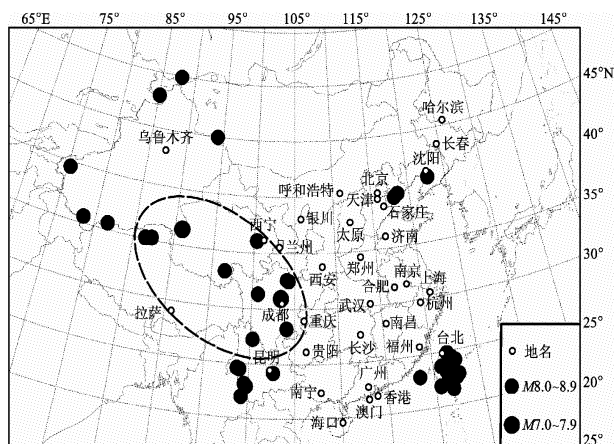 65°E 75° 85° 95° 105° 115° 125° 135° 145°
45°N
哈尔滨
长春
乌鲁木齐
沈阳
北京
呼和浩特
天津
35°
石家庄
西宁
银川
太原
济南
兰州
郑州
西安
南京
上海
合肥
杭州
拉萨
成都
武汉
重庆
南昌
25°
长沙
福州
台北
贵阳
昆明
地名
广州
20°
南宁
香港
M8.0~8.9
澳门
海口
M7.0~7.9
25°